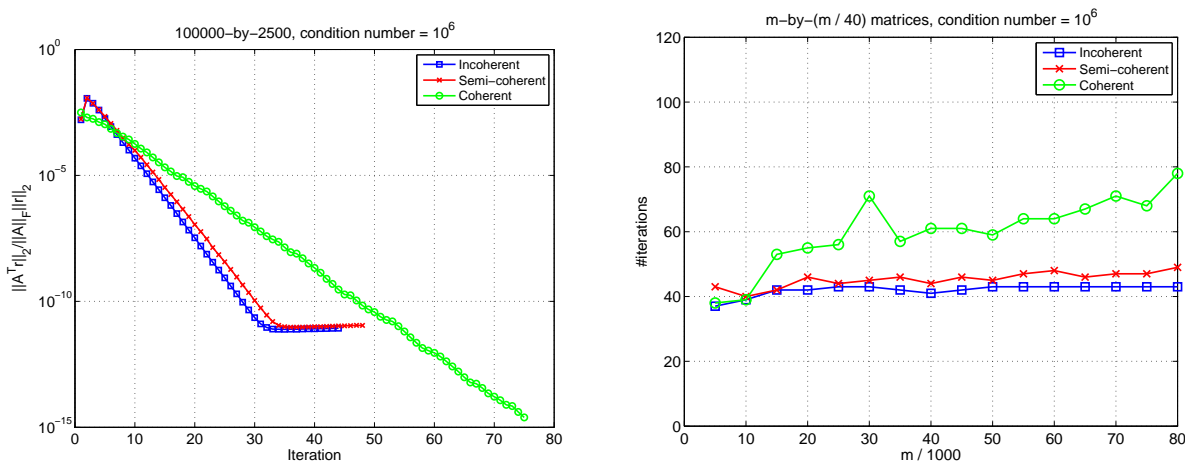 100000−by−2500, condition number = 10^6
10^0
10^−5
10^−10
10^−15
||A^T r||_2/||A||_F||r||_2
Incoherent
Semi−coherent
Coherent
0 10 20 30 40 50 60 70 80
Iteration
m−by−(m / 40) matrices, condition number = 10^6
120
100
80
60
40
20
0
#iterations
Incoherent
Semi−coherent
Coherent
0 10 20 30 40 50 60 70 80
m / 1000